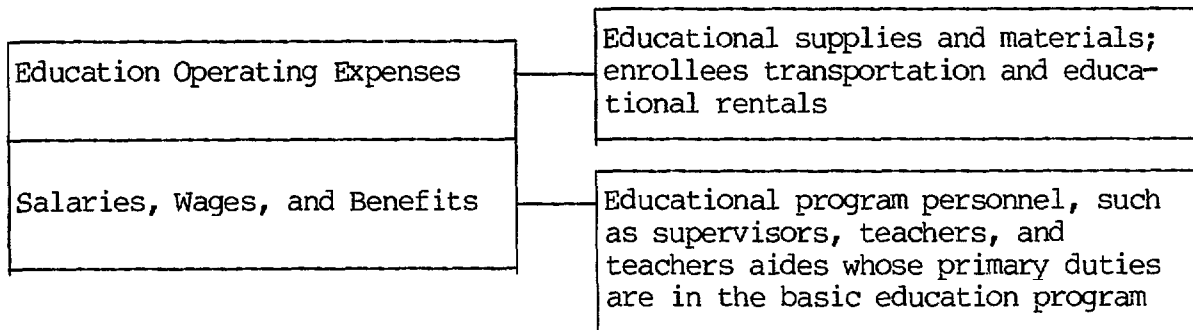 Education Operating Expenses
Educational supplies and materials;
enrollees transportation and educa-
tional rentals
Salaries, Wages, and Benefits
Educational program personnel, such
as supervisors, teachers, and
teachers aides whose primary duties
are in the basic education program